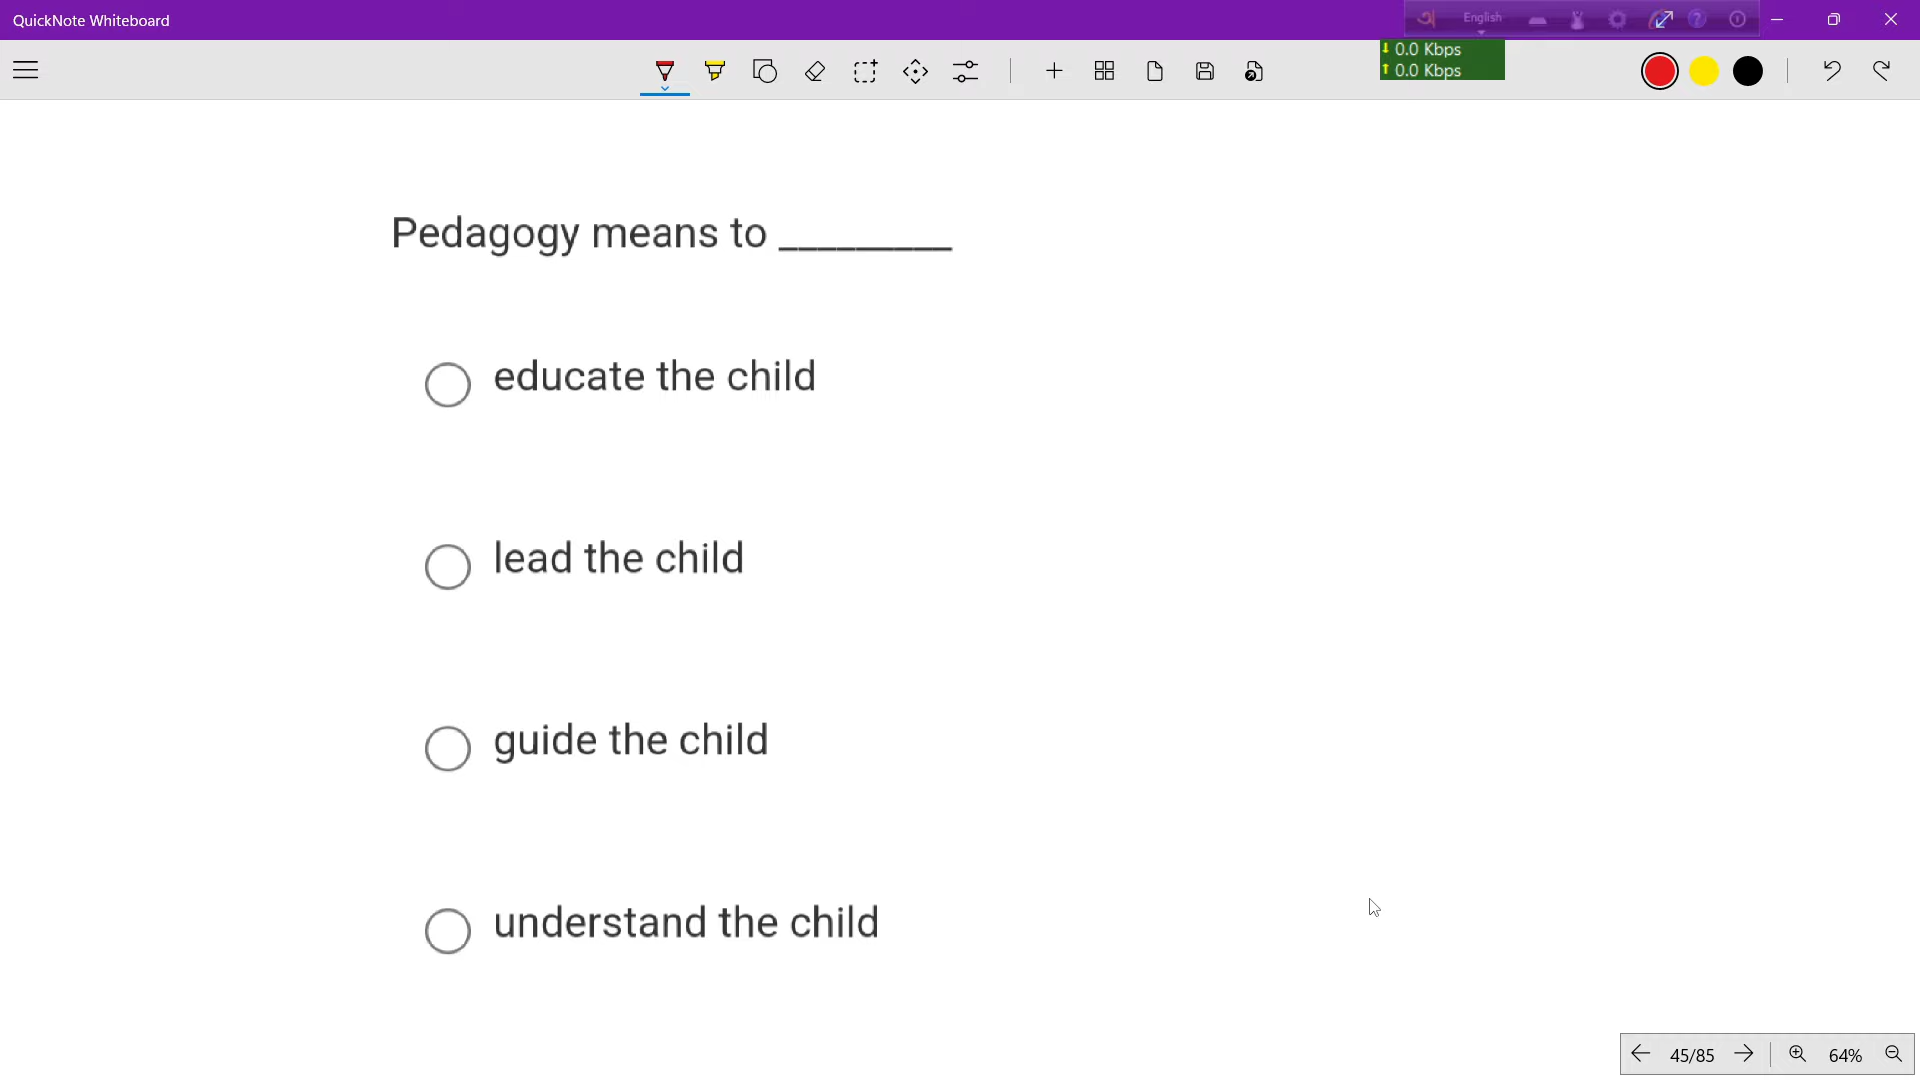 QuickNote Whiteboard
English
0.0 Kbps
0.0 Kbps
Pedagogy means to _________
educate the child
lead the child
guide the child
understand the child
45/85
64%